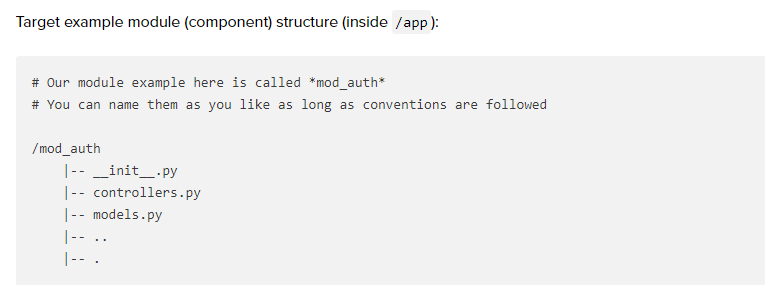 Target example module (component) structure (inside /app):
# Our module example here is called *mod_auth*
# You can name them as you like as long as conventions are followed
/mod_auth
|-- __init__.py
|-- controllers.py
|-- models.py
|-- ..
|-- .